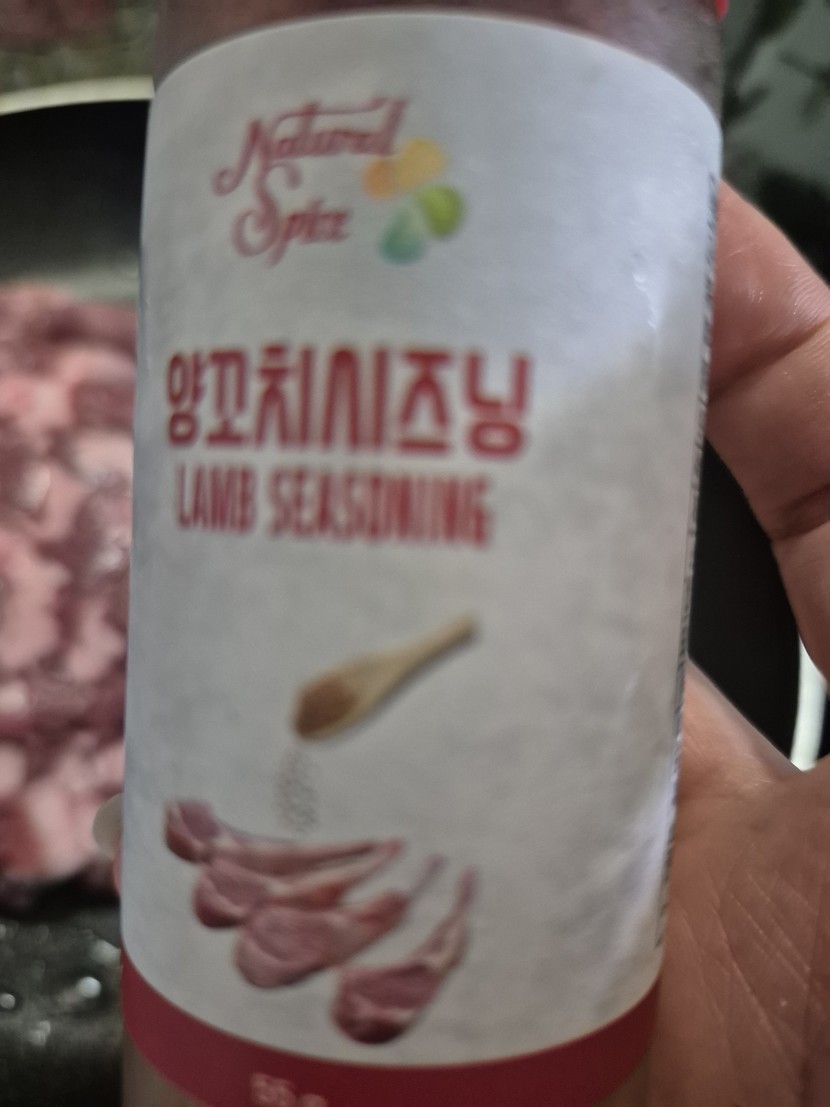 Natural
Spice
양꼬치시즈닝
LAMB SEASONING